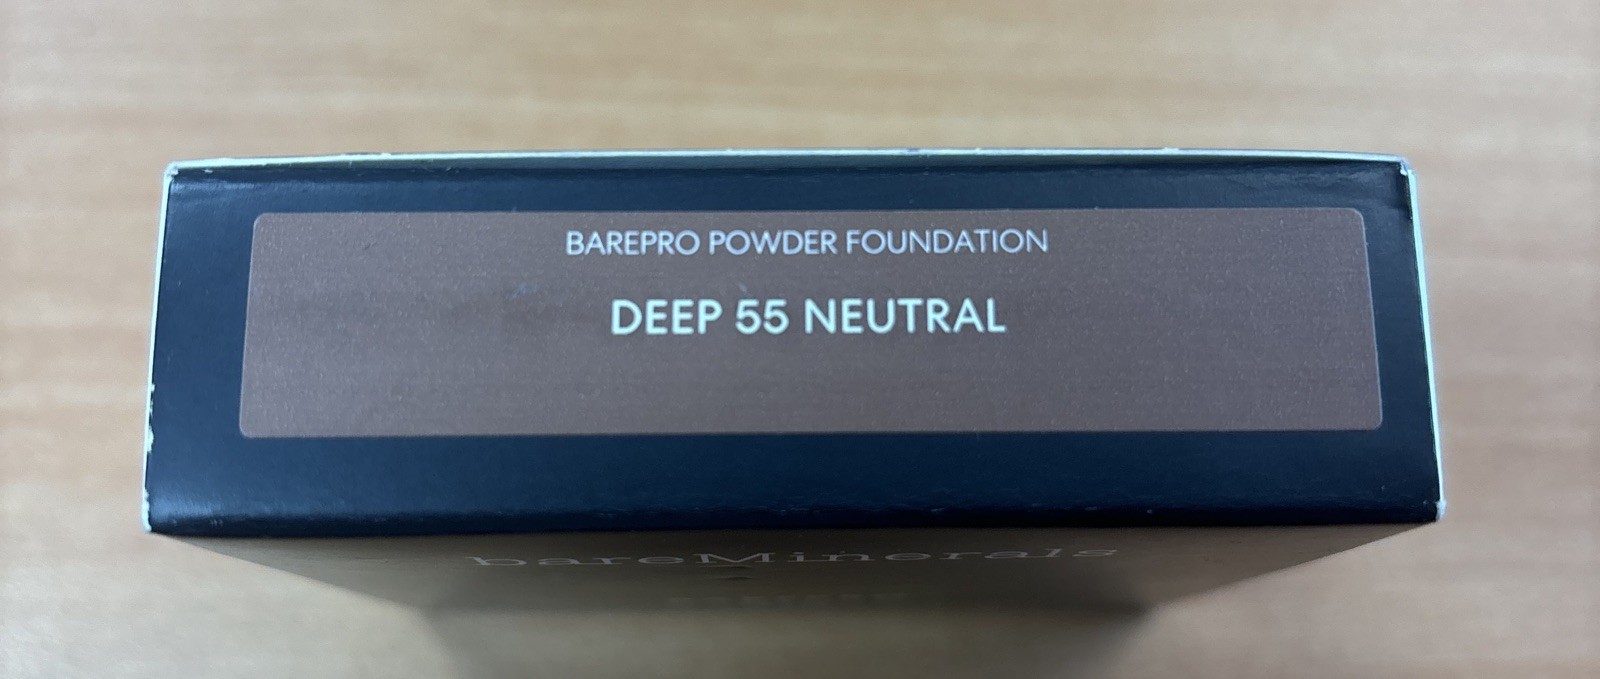 BAREPRO POWDER FOUNDATION
DEEP 55 NEUTRAL
bareMinerals